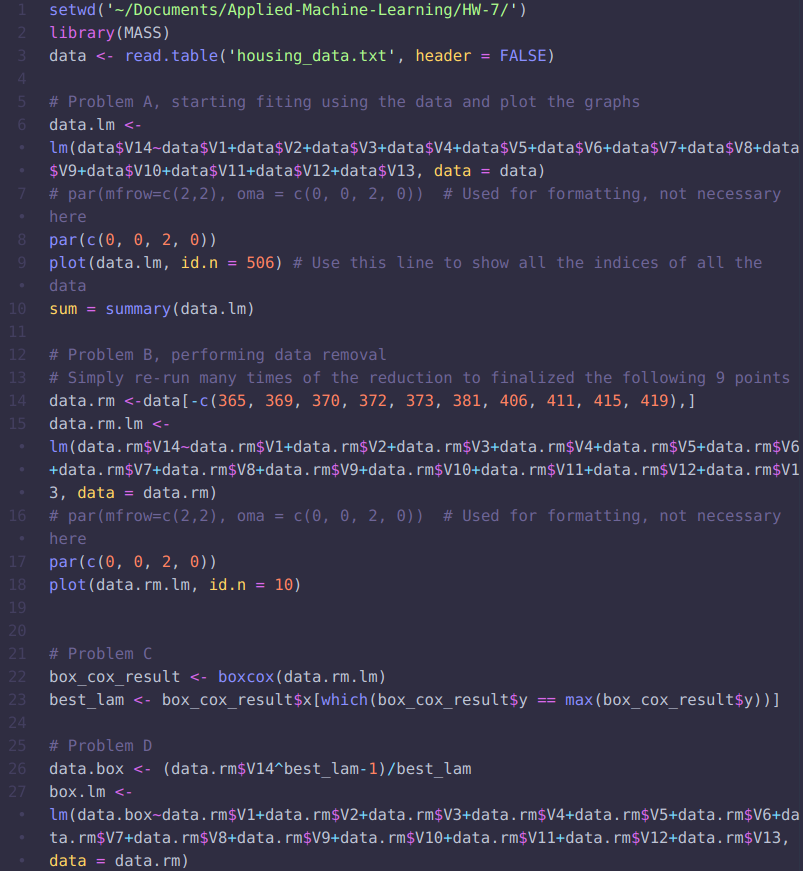 1 setwd('~/Documents/Applied-Machine-Learning/HW-7/')
2 library(MASS)
3 data <- read.table('housing_data.txt', header = FALSE)
4
5 # Problem A, starting fiting using the data and plot the graphs
6 data.lm <-
• lm(data$V14~data$V1+data$V2+data$V3+data$V4+data$V5+data$V6+data$V7+data$V8+data
• $V9+data$V10+data$V11+data$V12+data$V13, data = data)
7 # par(mfrow=c(2,2), oma = c(0, 0, 2, 0))  # Used for formatting, not necessary
• here
8 par(c(0, 0, 2, 0))
9 plot(data.lm, id.n = 506) # Use this line to show all the indices of all the
• data
10 sum = summary(data.lm)
11
12 # Problem B, performing data removal
13 # Simply re-run many times of the reduction to finalized the following 9 points
14 data.rm <-data[-c(365, 369, 370, 372, 373, 381, 406, 411, 415, 419),]
15 data.rm.lm <-
• lm(data.rm$V14~data.rm$V1+data.rm$V2+data.rm$V3+data.rm$V4+data.rm$V5+data.rm$V6
• +data.rm$V7+data.rm$V8+data.rm$V9+data.rm$V10+data.rm$V11+data.rm$V12+data.rm$V1
• 3, data = data.rm)
16 # par(mfrow=c(2,2), oma = c(0, 0, 2, 0))  # Used for formatting, not necessary
• here
17 par(c(0, 0, 2, 0))
18 plot(data.rm.lm, id.n = 10)
19
20
21 # Problem C
22 box_cox_result <- boxcox(data.rm.lm)
23 best_lam <- box_cox_result$x[which(box_cox_result$y == max(box_cox_result$y))]
24
25 # Problem D
26 data.box <- (data.rm$V14^best_lam-1)/best_lam
27 box.lm <-
• lm(data.box~data.rm$V1+data.rm$V2+data.rm$V3+data.rm$V4+data.rm$V5+data.rm$V6+da
• ta.rm$V7+data.rm$V8+data.rm$V9+data.rm$V10+data.rm$V11+data.rm$V12+data.rm$V13,
• data = data.rm)